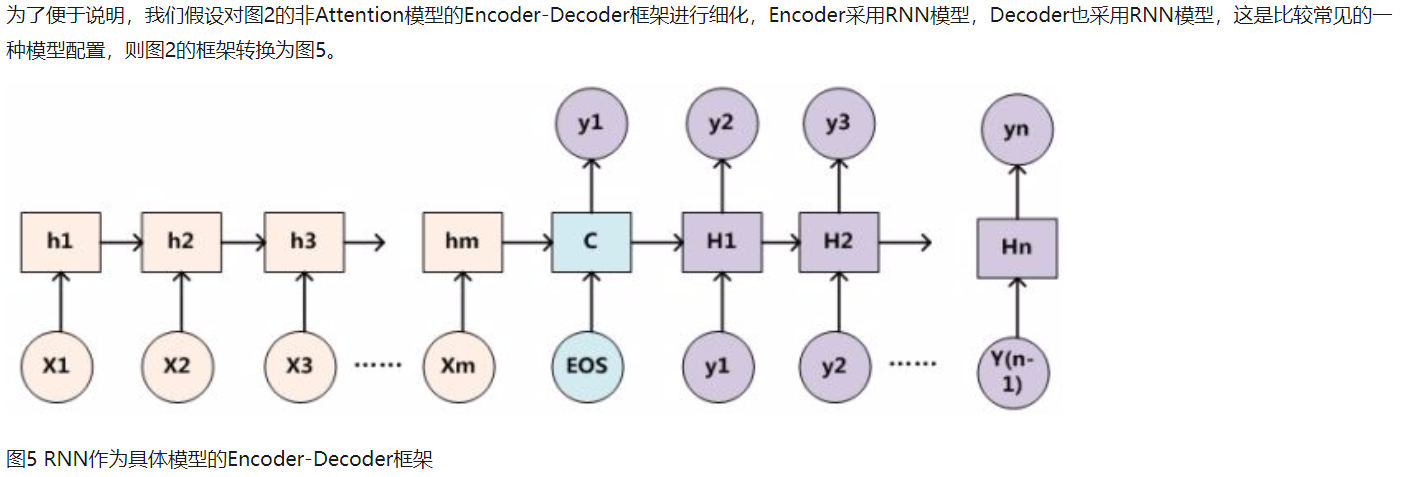 为了便于说明，我们假设对图2的非Attention模型的Encoder-Decoder框架进行细化，Encoder采用RNN模型，Decoder也采用RNN模型，这是比较常见的一
种模型配置，则图2的框架转换为图5。
y1 y2 y3 yn
h1 h2 h3 hm C H1 H2 Hn
X1 X2 X3 …… Xm EOS y1 y2 …… Y(n-
1)
图5 RNN作为具体模型的Encoder-Decoder框架